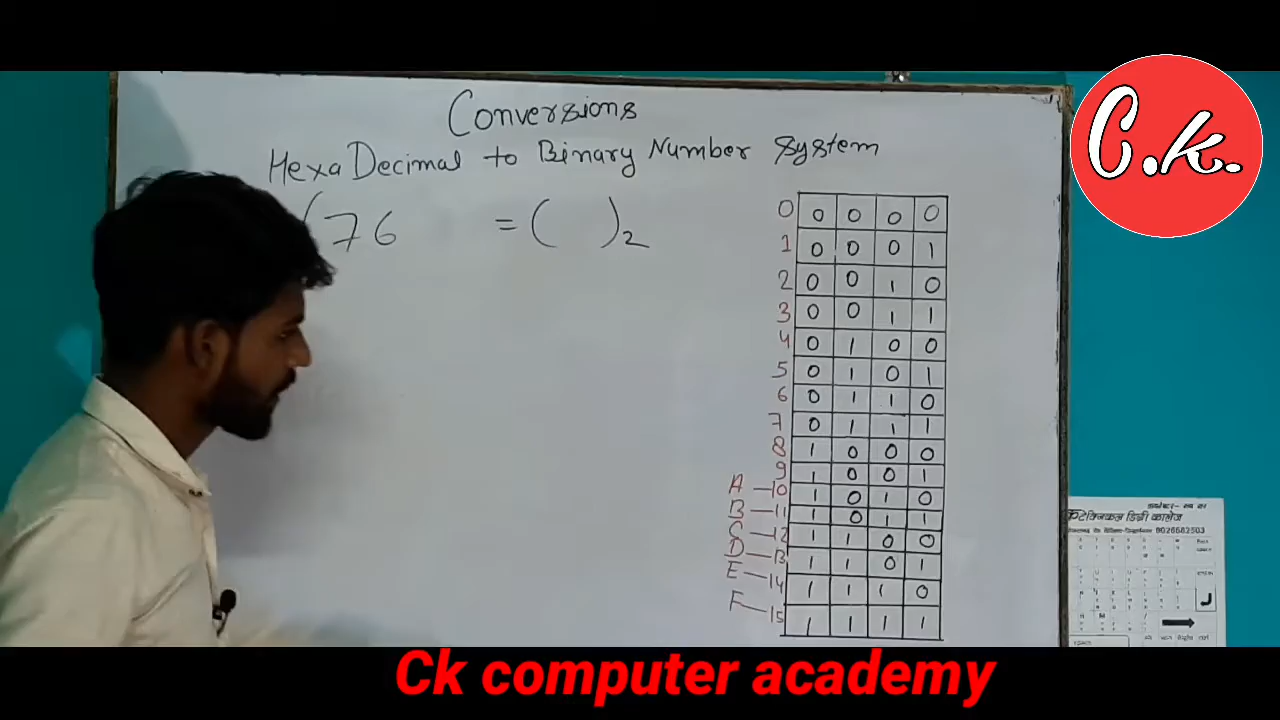 Conversions
HexaDecimal to Binary Number System
(76 = ( )2
0 0 0 0 0
1 0 0 0 1
2 0 0 1 0
3 0 0 1 1
4 0 1 0 0
5 0 1 0 1
6 0 1 1 0
7 0 1 1 1
8 1 0 0 0
9 1 0 0 1
A — 10 1 0 1 0
B — 11 1 0 1 1
C — 12 1 1 0 0
D — 13 1 1 0 1
E — 14 1 1 1 0
F — 15 1 1 1 1
C.k.
टेक्निकल डिग्री कालेज
9026682503
Ck computer academy